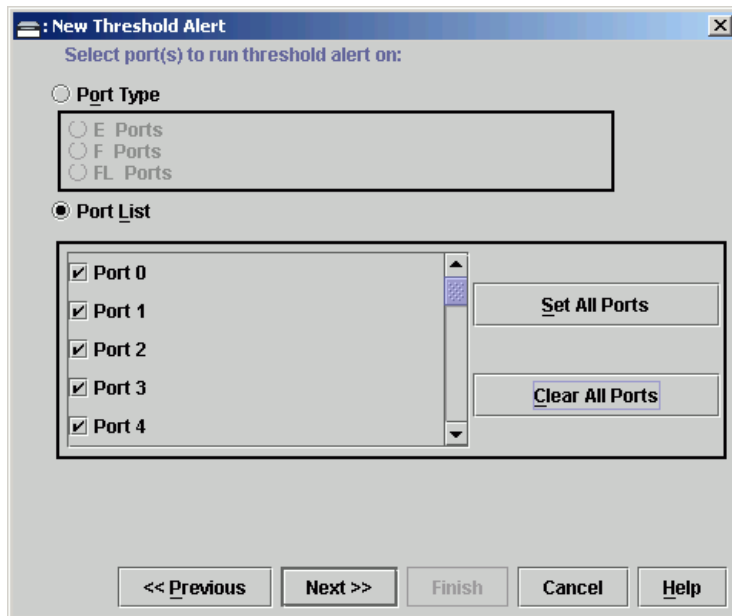 : New Threshold Alert
Select port(s) to run threshold alert on:
Port Type
E Ports
F Ports
FL Ports
Port List
Port 0
Port 1
Port 2
Port 3
Port 4
Set All Ports
Clear All Ports
<< Previous
Next >>
Finish
Cancel
Help